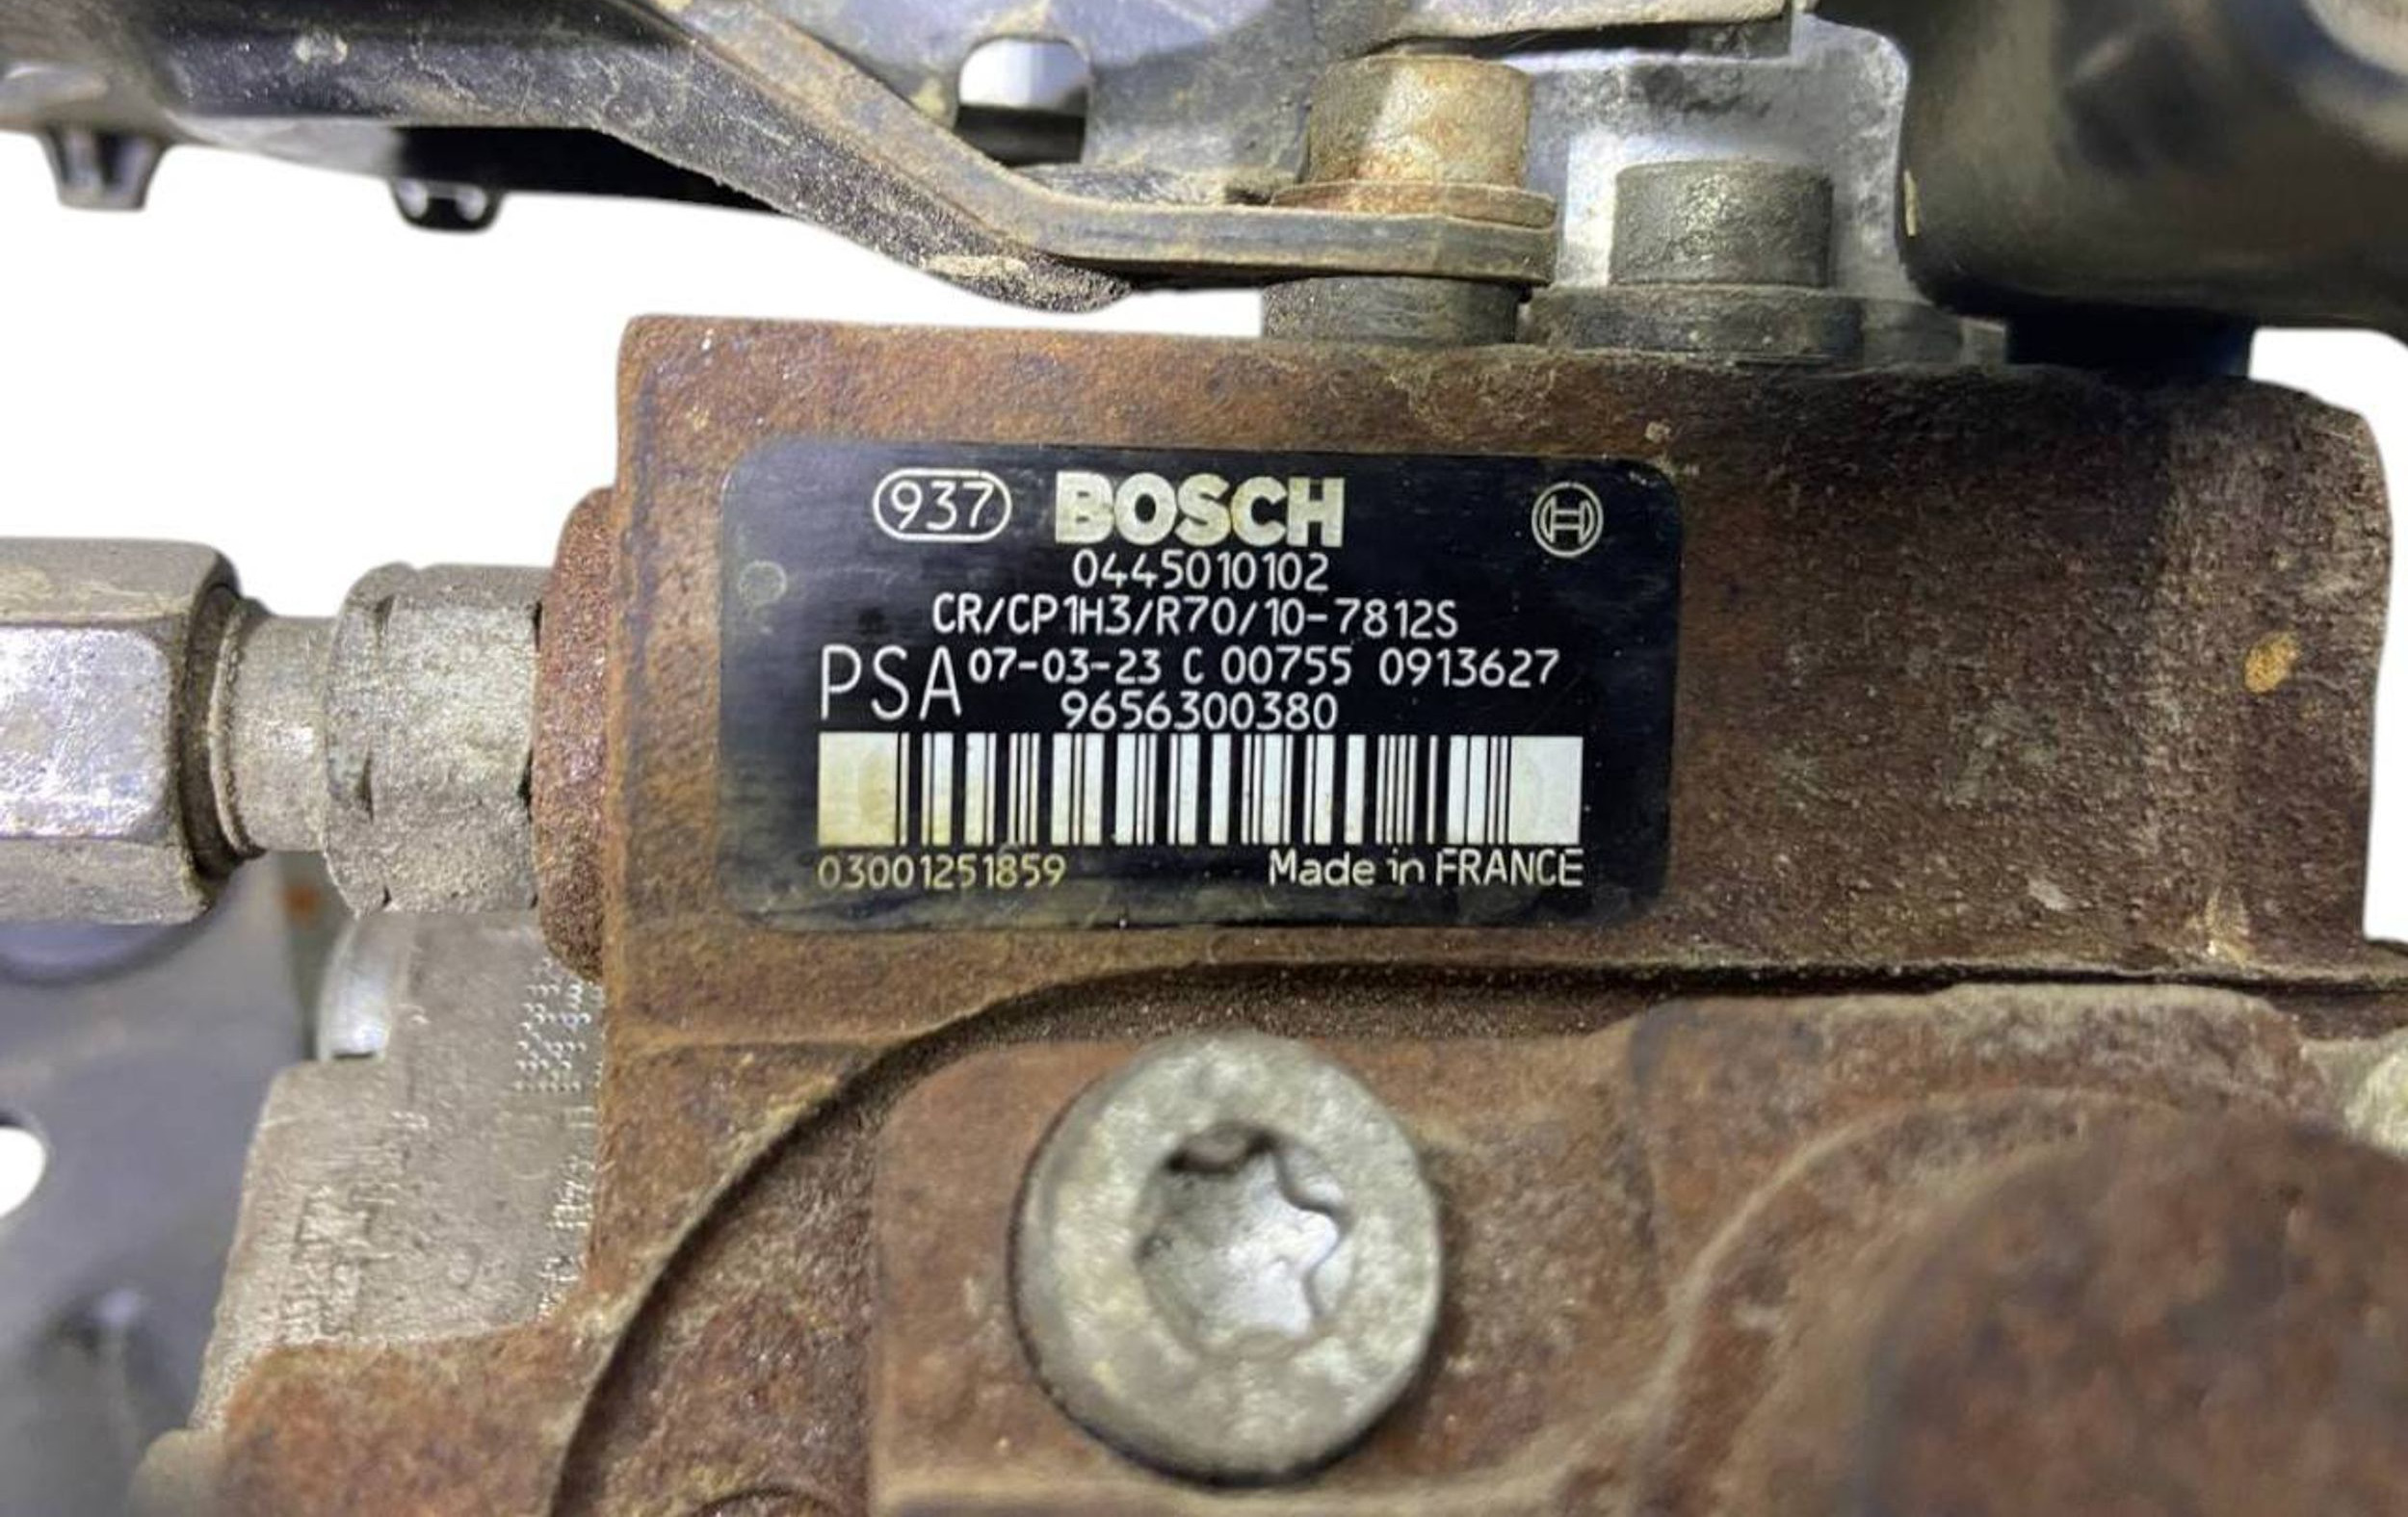 937 BOSCH
0445010102
CR/CP1H3/R70/10-7812S
PSA 07-03-23 C 00755 0913627
9656300380
03001251859 Made in FRANCE